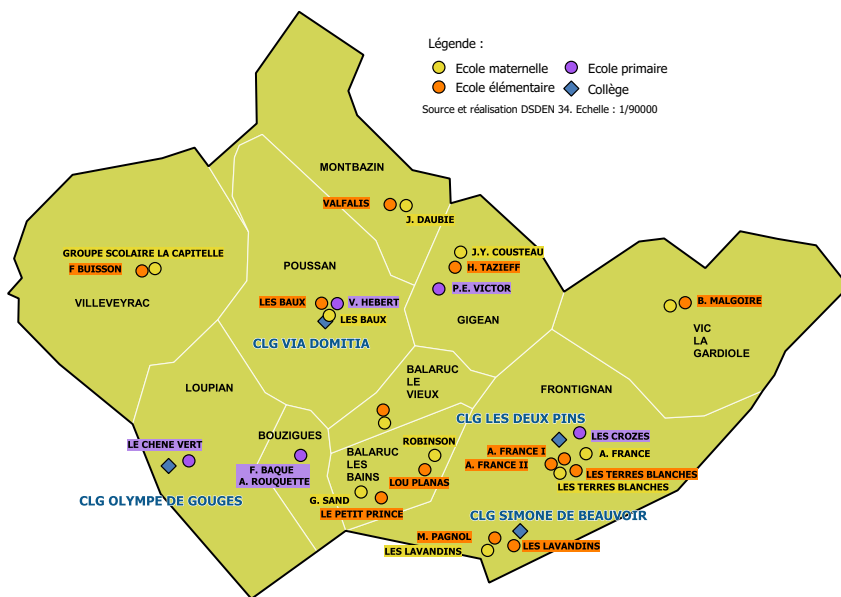 Légende :
Ecole maternelle
Ecole primaire
Ecole élémentaire
Collège
Source et réalisation DSDEN 34. Echelle : 1/90000
MONTBAZIN
VALFALIS
J. DAUBIE
GROUPE SCOLAIRE LA CAPITELLE
F BUISSON
VILLEVEYRAC
POUSSAN
J.Y. COUSTEAU
H. TAZIEFF
P.E. VICTOR
GIGEAN
LES BAUX
V. HEBERT
LES BAUX
CLG VIA DOMITIA
B. MALGOIRE
VIC
LA
GARDIOLE
LOUPIAN
BALARUC
LE
VIEUX
FRONTIGNAN
CLG LES DEUX PINS
LE CHENE VERT
CLG OLYMPE DE GOUGES
BOUZIGUES
F. BAQUE
A. ROUQUETTE
BALARUC
LES
BAINS
ROBINSON
LOU PLANAS
G. SAND
LE PETIT PRINCE
LES CROZES
A. FRANCE I
A. FRANCE
A. FRANCE II
LES TERRES BLANCHES
LES TERRES BLANCHES
CLG SIMONE DE BEAUVOIR
M. PAGNOL
LES LAVANDINS
LES LAVANDINS